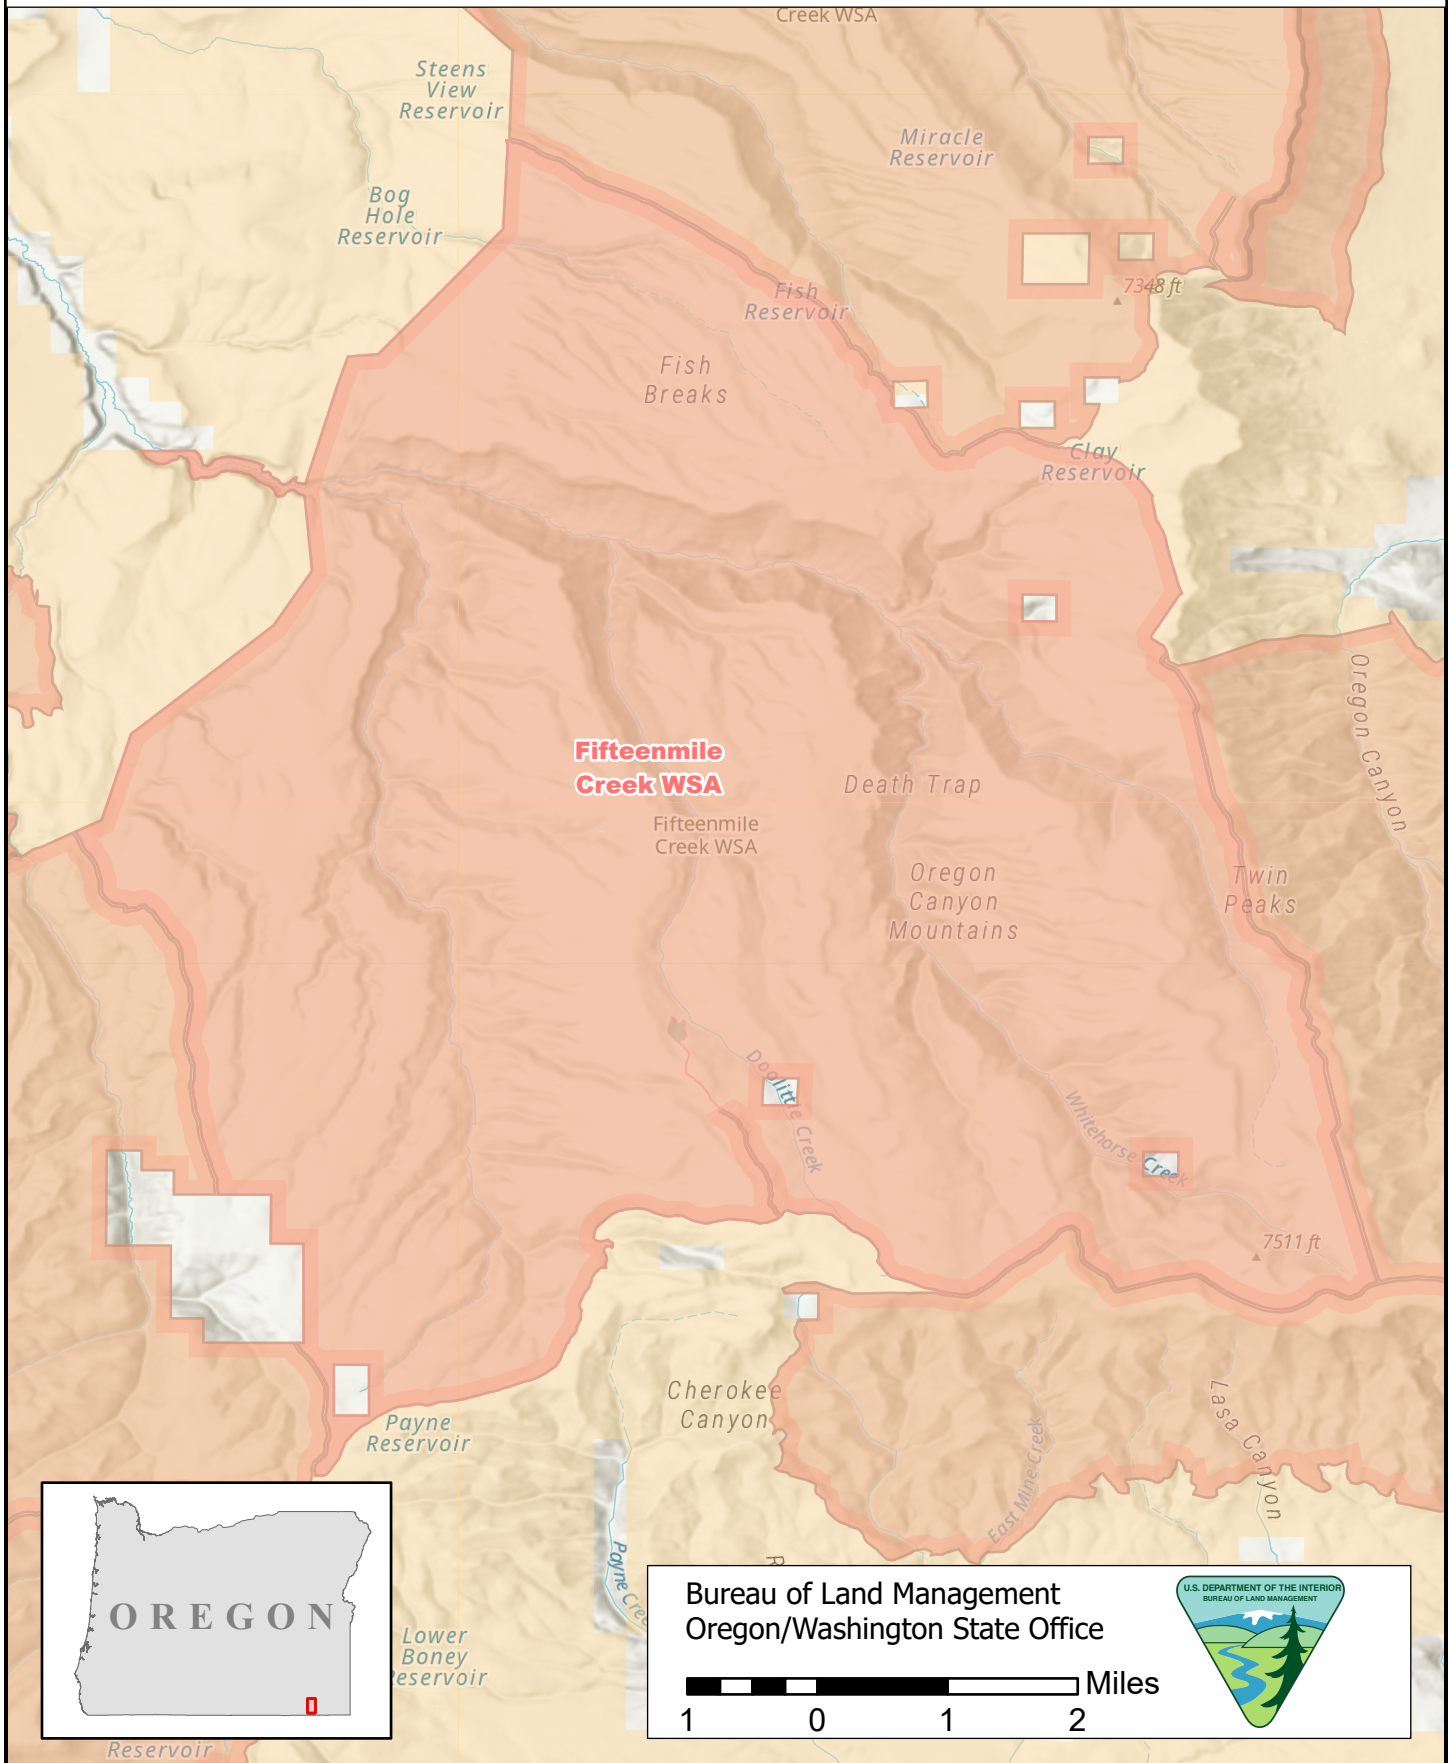 Creek WSA
Steens
View
Reservoir
Miracle
Reservoir
Bog
Hole
Reservoir
7348 ft
Fish
Reservoir
Fish
Breaks
Clay
Reservoir
Oregon Canyon
Fifteenmile
Creek WSA
Death Trap
Fifteenmile
Creek WSA
Oregon
Canyon
Mountains
Twin
Peaks
Doolittle Creek
Whitehorse Creek
7511 ft
Cherokee
Canyon
Lasa Canyon
Payne
Reservoir
East Mine Creek
Payne
OREGON
Lower
Boney
Reservoir
Reservoir
Bureau of Land Management
Oregon/Washington State Office
Miles
1 0 1 2
U.S. DEPARTMENT OF THE INTERIOR
BUREAU OF LAND MANAGEMENT